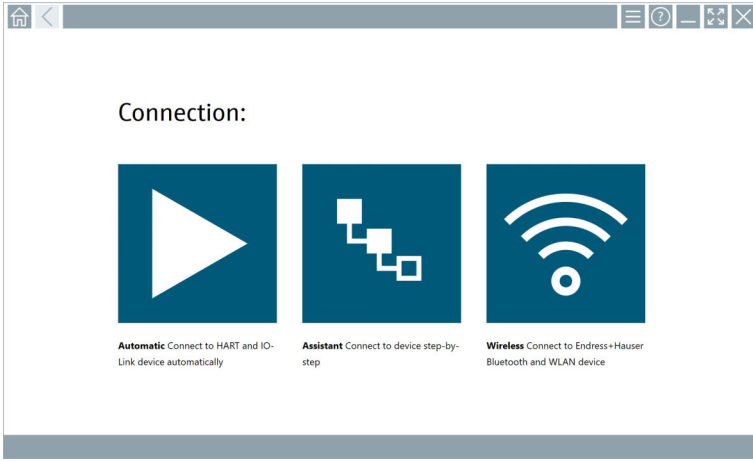 ?
Connection:
Automatic Connect to HART and IO-
Link device automatically
Assistant Connect to device step-by-
step
Wireless Connect to Endress+Hauser
Bluetooth and WLAN device